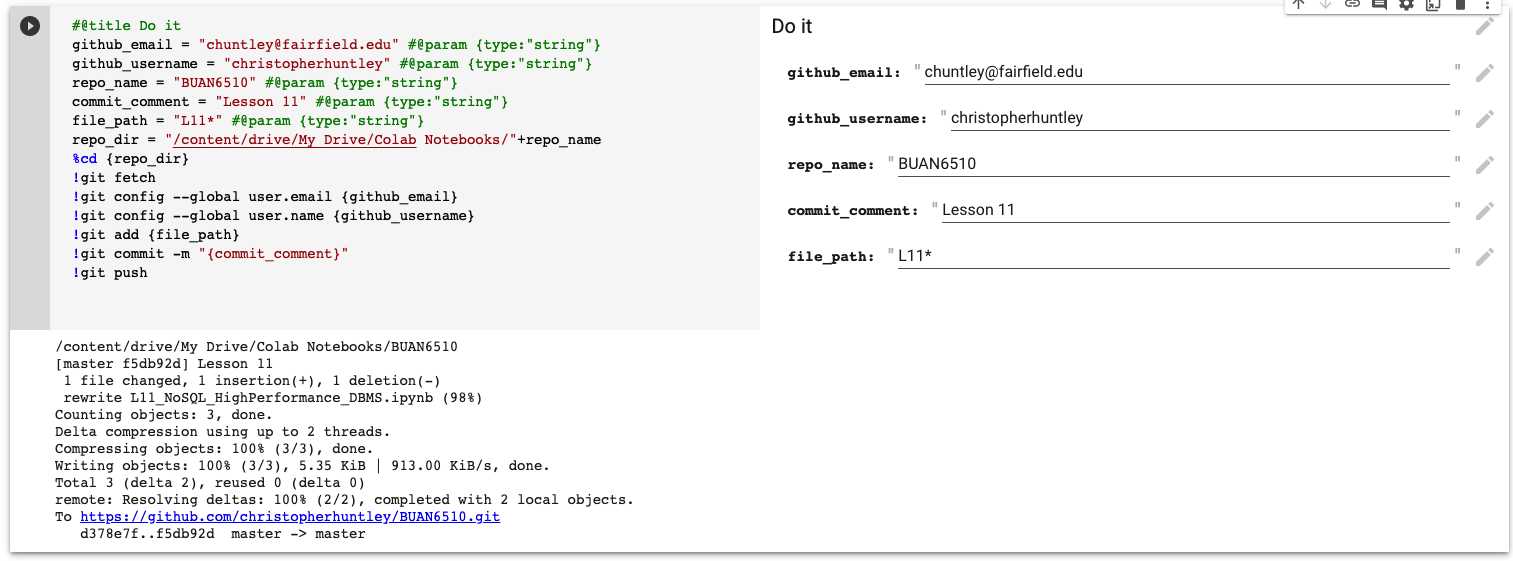 #@title Do it
github_email = "chuntley@fairfield.edu" #@param {type:"string"}
github_username = "christopherhuntley" #@param {type:"string"}
repo_name = "BUAN6510" #@param {type:"string"}
commit_comment = "Lesson 11" #@param {type:"string"}
file_path = "L11*" #@param {type:"string"}
repo_dir = "/content/drive/My Drive/Colab Notebooks/"+repo_name
%cd {repo_dir}
!git fetch
!git config --global user.email {github_email}
!git config --global user.name {github_username}
!git add {file_path}
!git commit -m "{commit_comment}"
!git push
Do it
github_email: "chuntley@fairfield.edu"
github_username: "christopherhuntley"
repo_name: "BUAN6510"
commit_comment: "Lesson 11"
file_path: "L11*"
/content/drive/My Drive/Colab Notebooks/BUAN6510
[master f5db92d] Lesson 11
1 file changed, 1 insertion(+), 1 deletion(-)
rewrite L11_NoSQL_HighPerformance_DBMS.ipynb (98%)
Counting objects: 3, done.
Delta compression using up to 2 threads.
Compressing objects: 100% (3/3), done.
Writing objects: 100% (3/3), 5.35 KiB | 913.00 KiB/s, done.
Total 3 (delta 2), reused 0 (delta 0)
remote: Resolving deltas: 100% (2/2), completed with 2 local objects.
To https://github.com/christopherhuntley/BUAN6510.git
d378e7f..f5db92d  master -> master